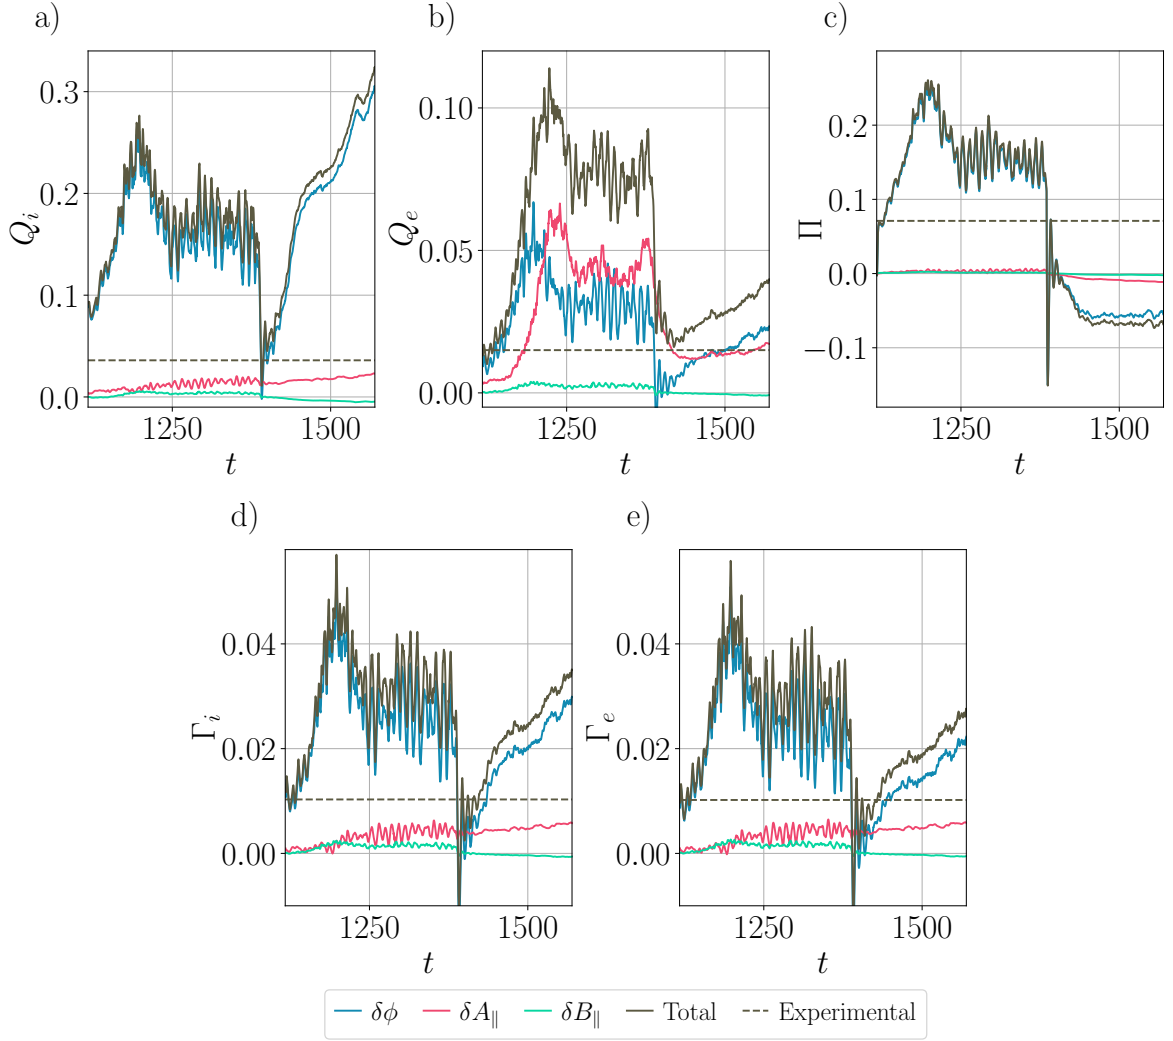 a)
b)
c)
Q_i
0.3
0.2
0.1
0.0
1250
1500
t
Q_e
0.10
0.05
0.00
1250
1500
t
Π
0.2
0.1
0.0
−0.1
1250
1500
t
d)
e)
Γ_i
0.04
0.02
0.00
1250
1500
t
Γ_e
0.04
0.02
0.00
1250
1500
t
δϕ δA_∥ δB_∥ Total Experimental